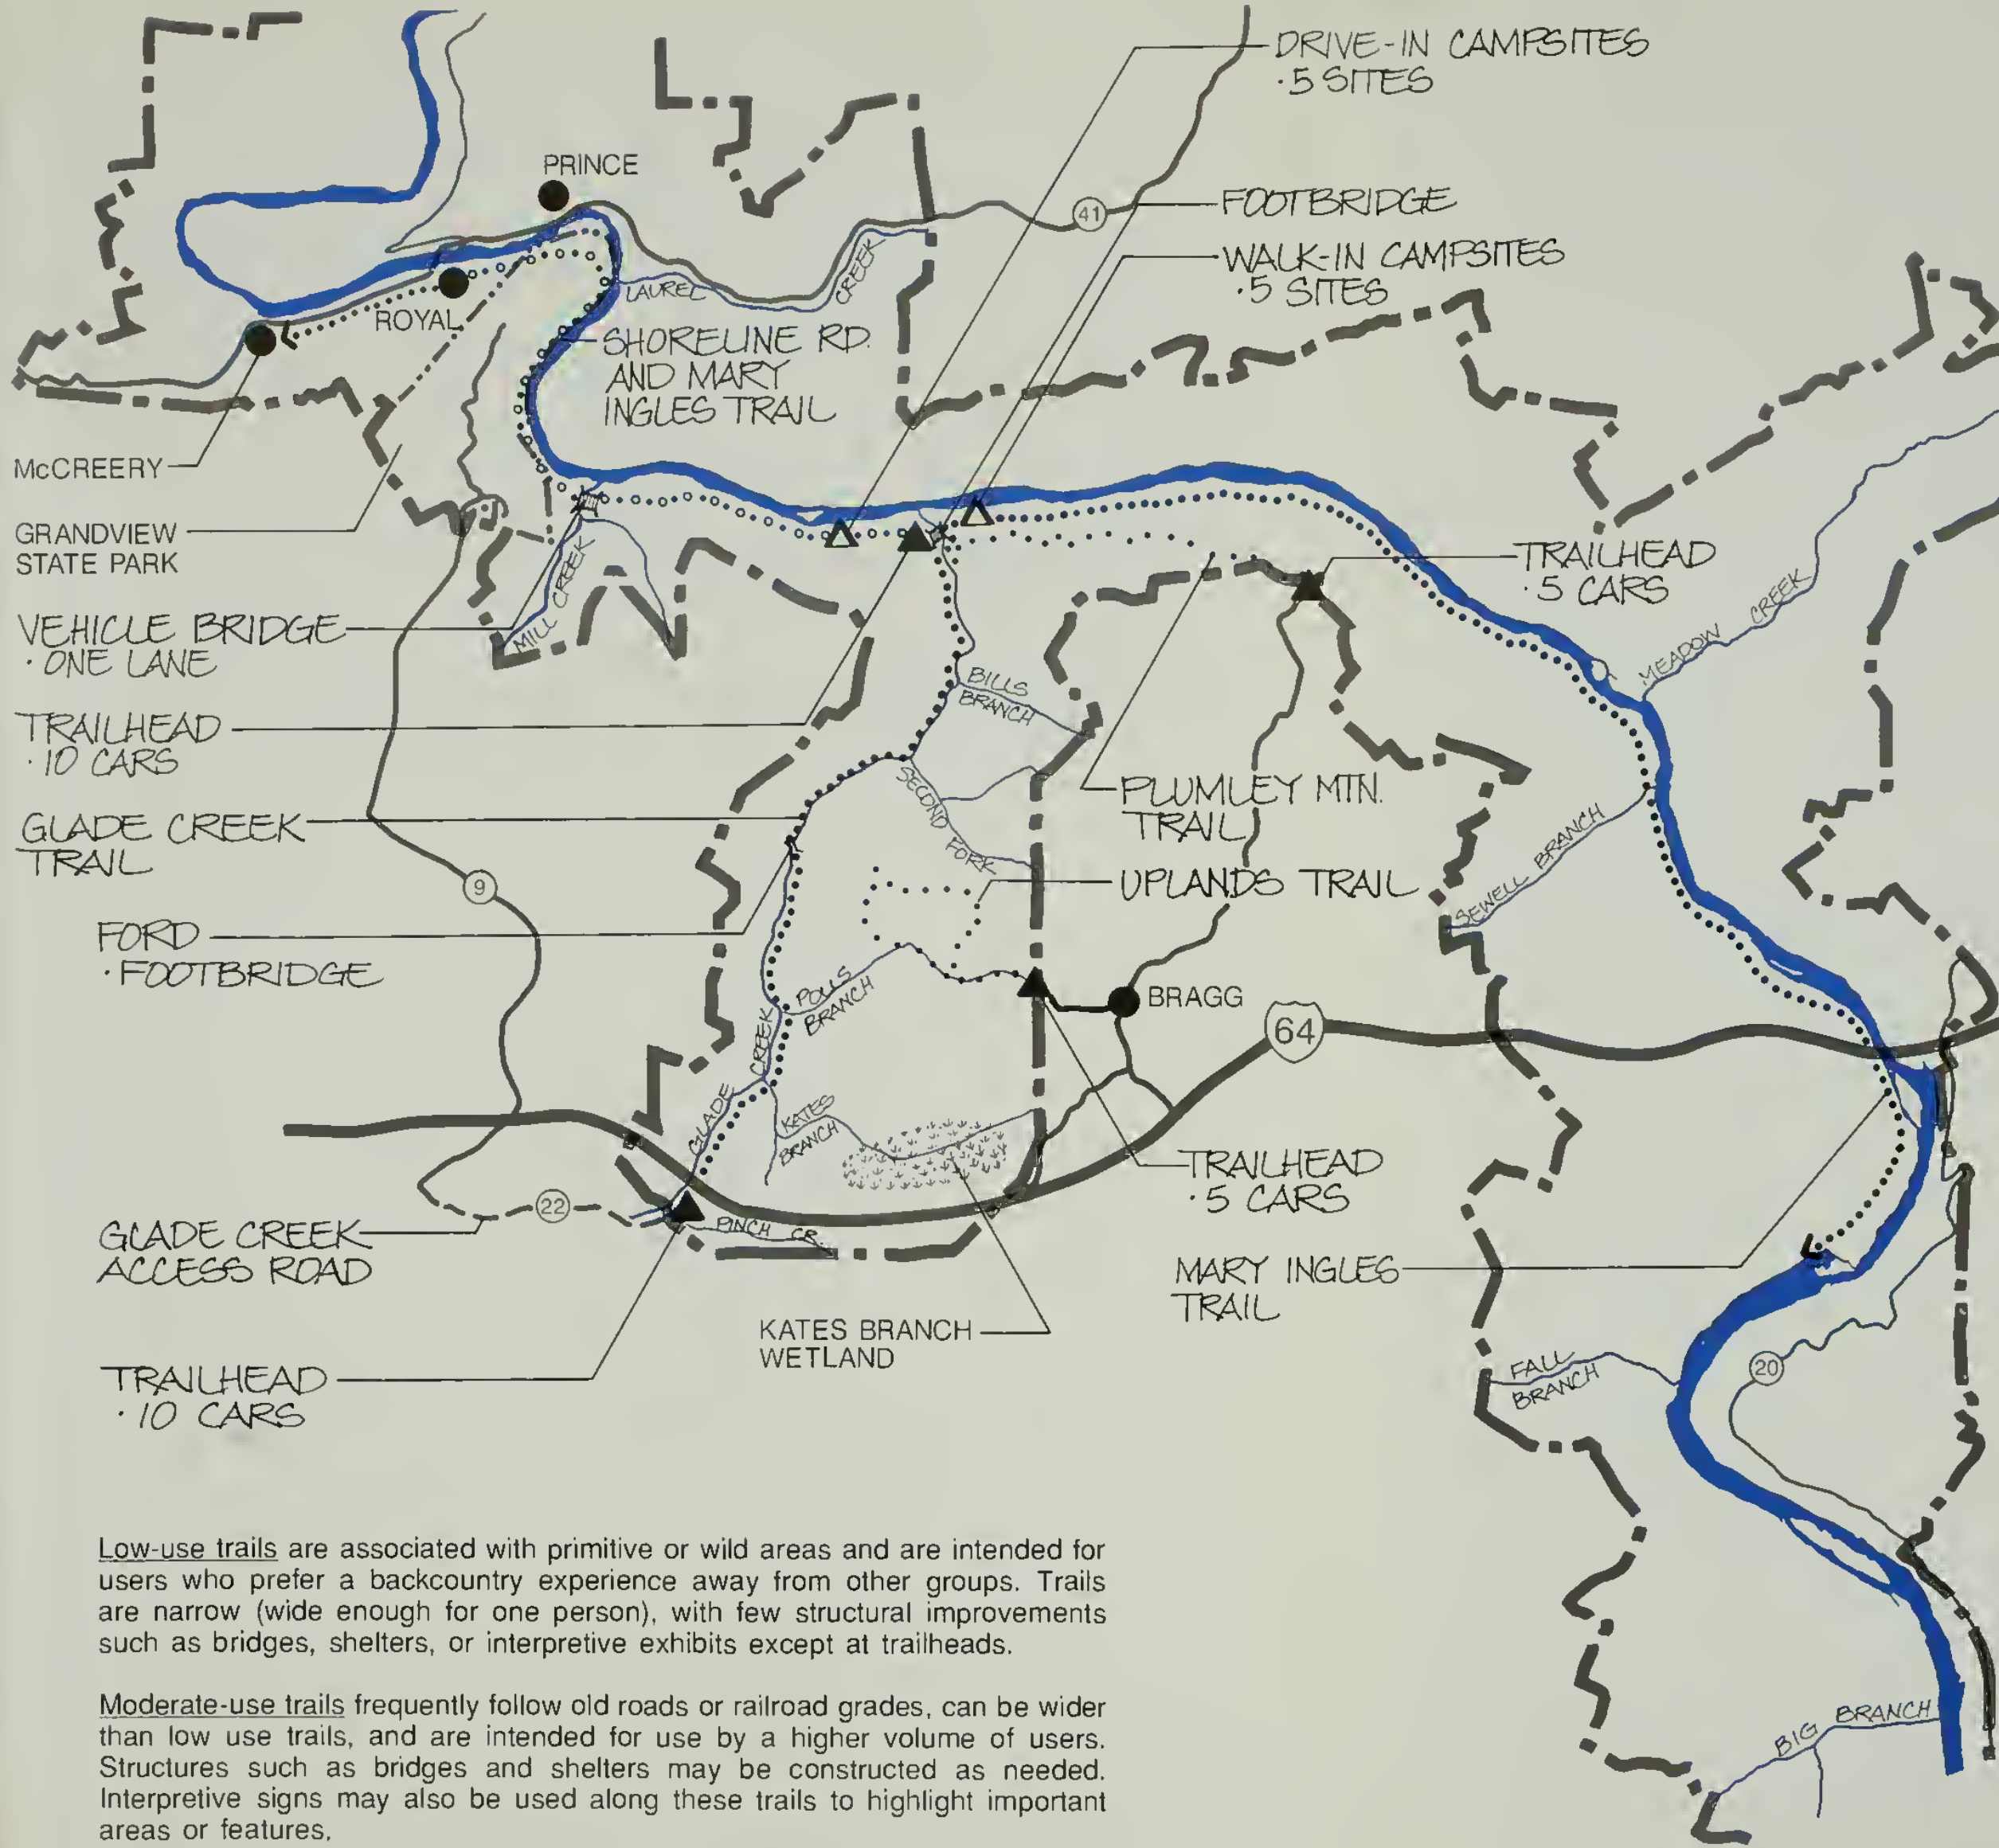 DRIVE-IN CAMPSITES
·5 SITES
PRINCE
FOOTBRIDGE
41
WALK-IN CAMPSITES
·5 SITES
LAUREL CREEK
ROYAL
SHORELINE RD.
AND MARY
INGLES TRAIL
McCREERY
GRANDVIEW
STATE PARK
TRAILHEAD
·5 CARS
MEADOW CREEK
VEHICLE BRIDGE
·ONE LANE
MILL CREEK
BILLS
BRANCH
TRAILHEAD
·10 CARS
SECOND FORK
PLUMLEY MTN.
TRAIL
GLADE CREEK
TRAIL
SEWELL BRANCH
9
UPLANDS TRAIL
FORD
·FOOTBRIDGE
POLLS
BRANCH
BRAGG
64
GLADE CREEK
KATES
BRANCH
TRAILHEAD
·5 CARS
22
PINCH CR.
GLADE CREEK
ACCESS ROAD
MARY INGLES
TRAIL
KATES BRANCH
WETLAND
FALL
BRANCH
20
TRAILHEAD
·10 CARS
Low-use trails are associated with primitive or wild areas and are intended for
users who prefer a backcountry experience away from other groups. Trails
are narrow (wide enough for one person), with few structural improvements
such as bridges, shelters, or interpretive exhibits except at trailheads.
Moderate-use trails frequently follow old roads or railroad grades, can be wider
than low use trails, and are intended for use by a higher volume of users.
Structures such as bridges and shelters may be constructed as needed.
Interpretive signs may also be used along these trails to highlight important
areas or features.
BIG BRANCH